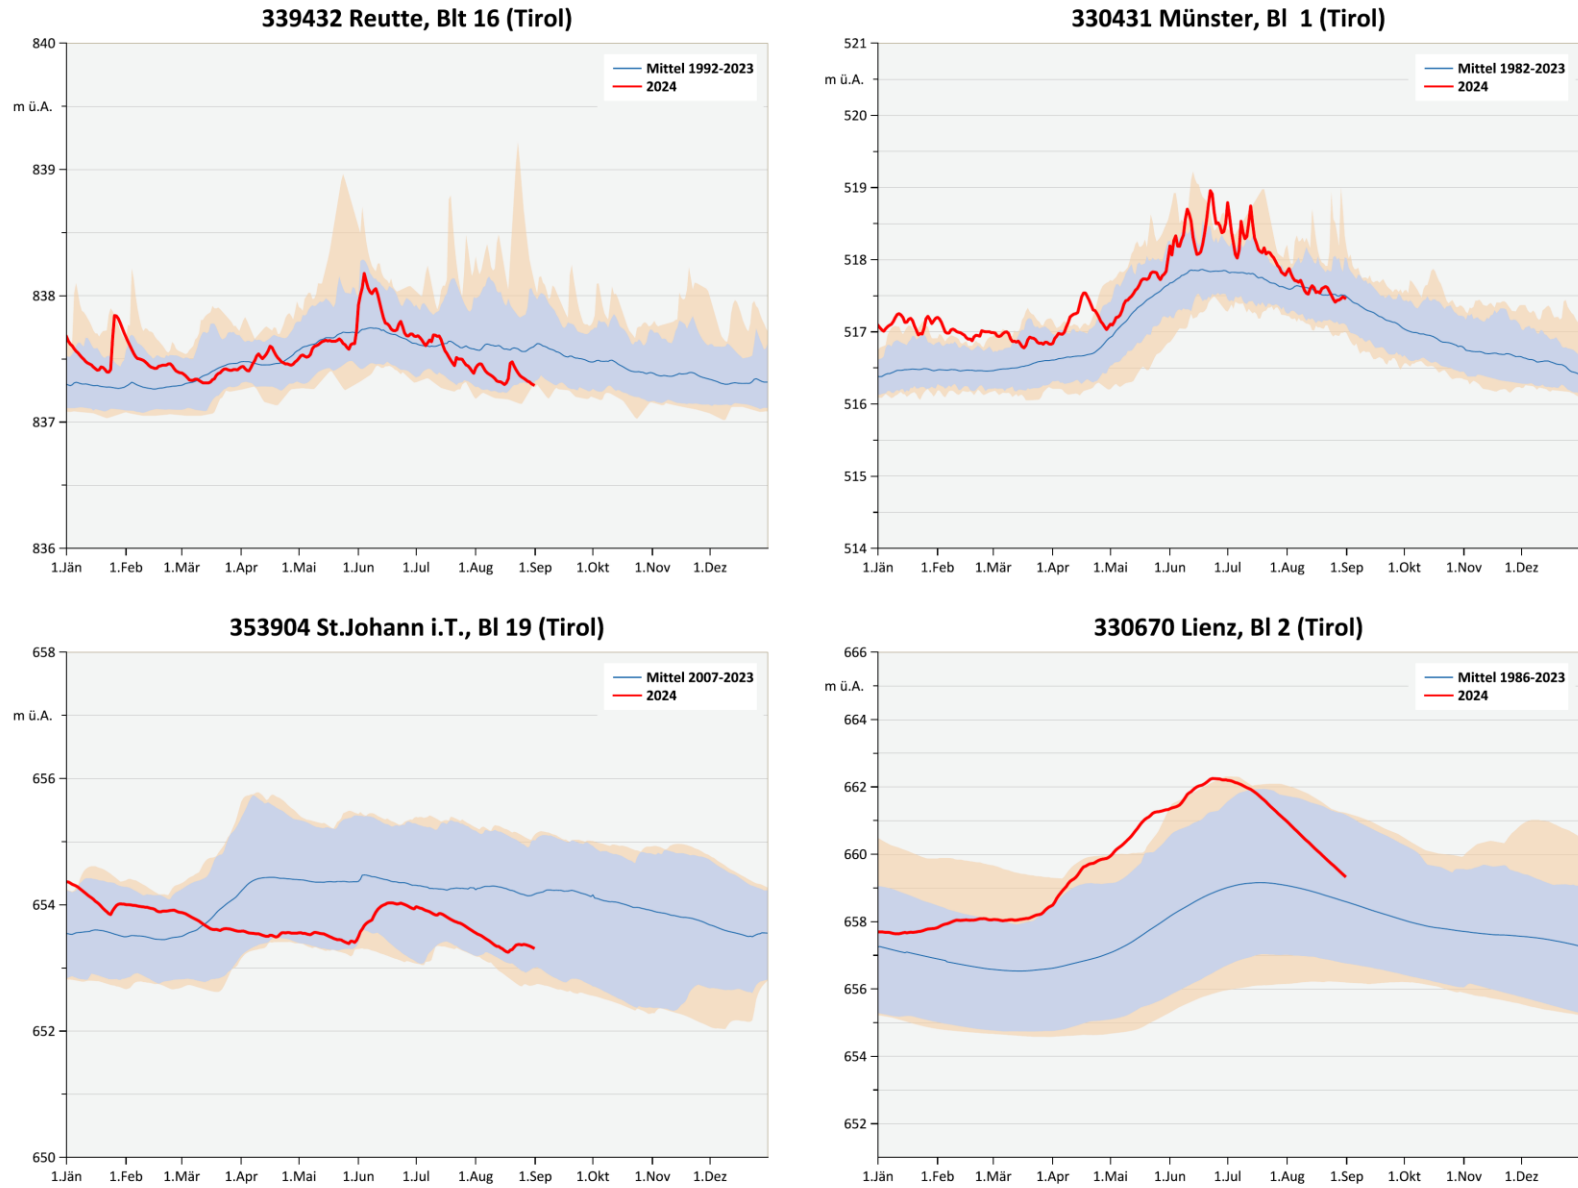 339432 Reutte, Blt 16 (Tirol)
840
m ü.A.
839
838
837
836
Mittel 1992-2023
2024
1.Jän 1.Feb 1.Mär 1.Apr 1.Mai 1.Jun 1.Jul 1.Aug 1.Sep 1.Okt 1.Nov 1.Dez
330431 Münster, Bl  1 (Tirol)
521
m ü.A.
520
519
518
517
516
515
514
Mittel 1982-2023
2024
1.Jän 1.Feb 1.Mär 1.Apr 1.Mai 1.Jun 1.Jul 1.Aug 1.Sep 1.Okt 1.Nov 1.Dez
353904 St.Johann i.T., Bl 19 (Tirol)
658
m ü.A.
656
654
652
650
Mittel 2007-2023
2024
1.Jän 1.Feb 1.Mär 1.Apr 1.Mai 1.Jun 1.Jul 1.Aug 1.Sep 1.Okt 1.Nov 1.Dez
330670 Lienz, Bl 2 (Tirol)
666
m ü.A.
664
662
660
658
656
654
652
Mittel 1986-2023
2024
1.Jän 1.Feb 1.Mär 1.Apr 1.Mai 1.Jun 1.Jul 1.Aug 1.Sep 1.Okt 1.Nov 1.Dez